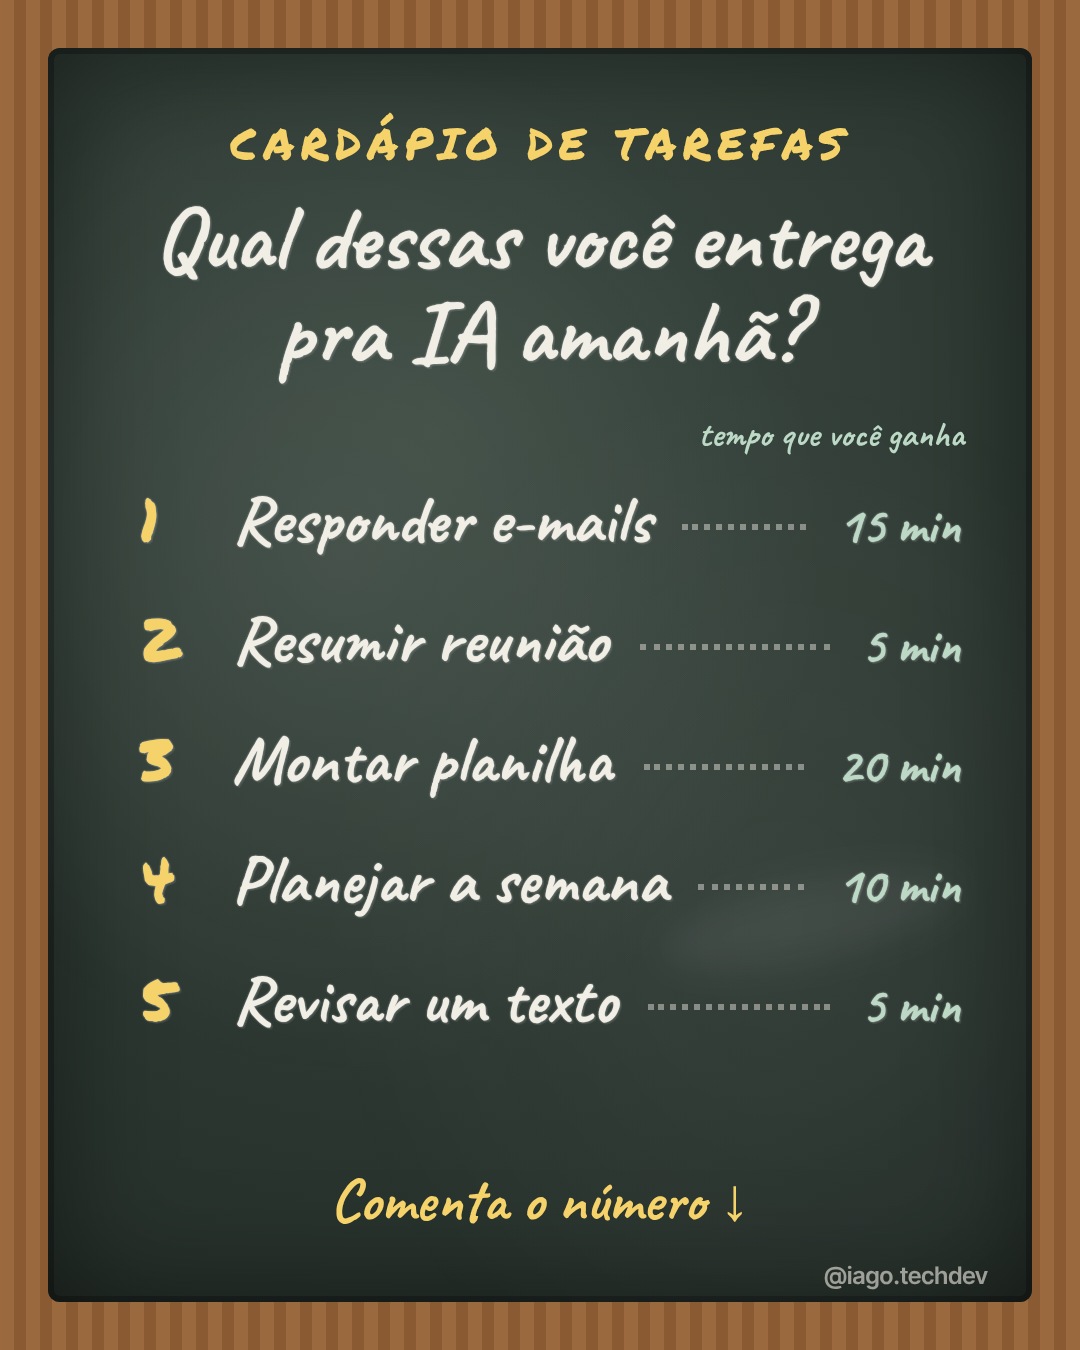 CARDÁPIO DE TAREFAS
Qual dessas você entrega
pra IA amanhã?
tempo que você ganha
1 Responder e-mails 15 min
2 Resumir reunião 5 min
3 Montar planilha 20 min
4 Planejar a semana 10 min
5 Revisar um texto 5 min
Comenta o número ↓
@iago.techdev